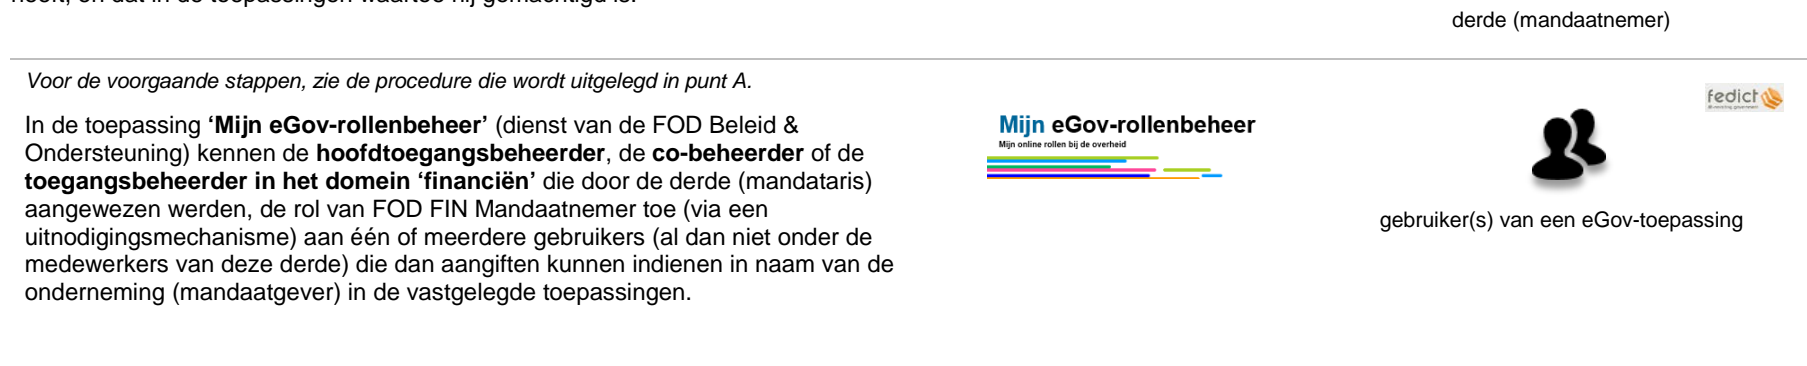 derde (mandaatnemer)
Voor de voorgaande stappen, zie de procedure die wordt uitgelegd in punt A.
In de toepassing ‘Mijn eGov-rollenbeheer’ (dienst van de FOD Beleid &
Ondersteuning) kennen de hoofdtoegangsbeheerder, de co-beheerder of de
toegangsbeheerder in het domein ‘financiën’ die door de derde (mandataris)
aangewezen werden, de rol van FOD FIN Mandaatnemer toe (via een
uitnodigingsmechanisme) aan één of meerdere gebruikers (al dan niet onder de
medewerkers van deze derde) die dan aangiften kunnen indienen in naam van de
onderneming (mandaatgever) in de vastgelegde toepassingen.
Mijn eGov-rollenbeheer
Mijn online rollen bij de overheid
fedict
gebruiker(s) van een eGov-toepassing